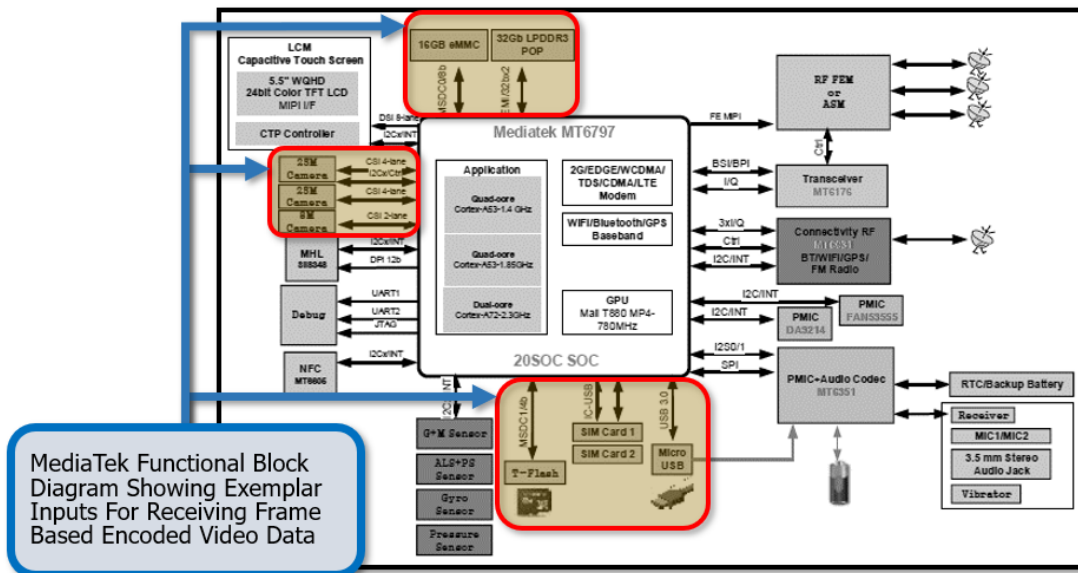 16GB eMMC
32Gb LPDDR3
POP
LCM
Capacitive Touch Screen
5.5" WQHD
24bit Color TFT LCD
MIPI I/F
CTP Controller
MSDC0/8b
EMI/32bx2
DSI 8-lane
I2Cx/INT
Mediatek MT6797
FE MIPI
RF FEM
or
ASM
Ctrl
25M
Camera
CSI 4-lane
I2Cx/Ctrl
25M
Camera
CSI 4-lane
Camera
CSI 2-lane
Application
Quad-core
Cortex-A53-1.4 GHz
Quad-core
Cortex-A53-1.85GHz
Dual-core
Cortex-A72-2.3GHz
2G/EDGE/WCDMA/
TDS/CDMA/LTE
Modem
WIFI/Bluetooth/GPS
Baseband
GPU
Mali T880 MP4-
780MHz
20SOC SOC
BSI/BPI
I/Q
Transceiver
MT6176
3xI/Q
Ctrl
I2C/INT
Connectivity RF
BT/WIFI/GPS/
FM Radio
MHL
I2Cx/INT
DPI 12b
Debug
UART1
UART2
JTAG
NFC
MT6605
I2Cx/INT
I2C/INT
I2C/INT
PMIC
FAN53555
PMIC
DA9214
I2S0/1
SPI
PMIC+Audio Codec
MT6351
RTC/Backup Battery
Receiver
MIC1/MIC2
3.5 mm Stereo
Audio Jack
Vibrator
G+M Sensor
ALS+PS
Sensor
Gyro
Sensor
Pressure
Sensor
MSDC1/4b
IC-USB
USB 3.0
T-Flash
SIM Card 1
SIM Card 2
Micro
USB
MediaTek Functional Block
Diagram Showing Exemplar
Inputs For Receiving Frame
Based Encoded Video Data